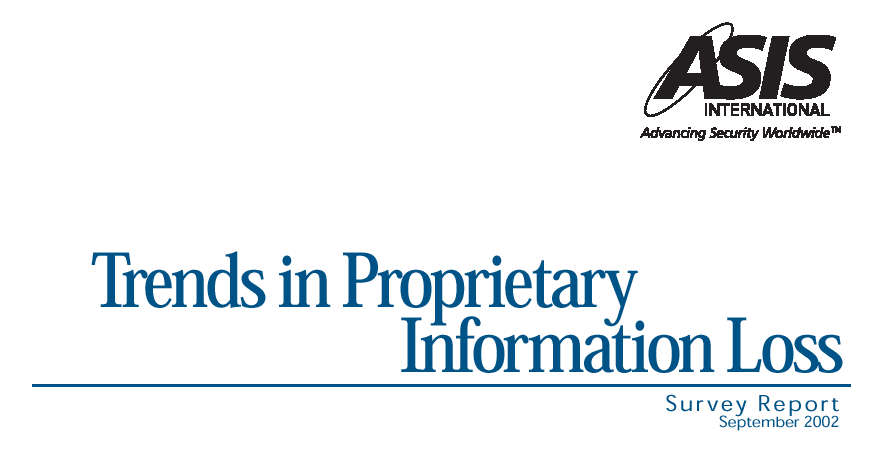 ASIS
INTERNATIONAL
Advancing Security Worldwide™
Trends in Proprietary
Information Loss
Survey Report
September 2002